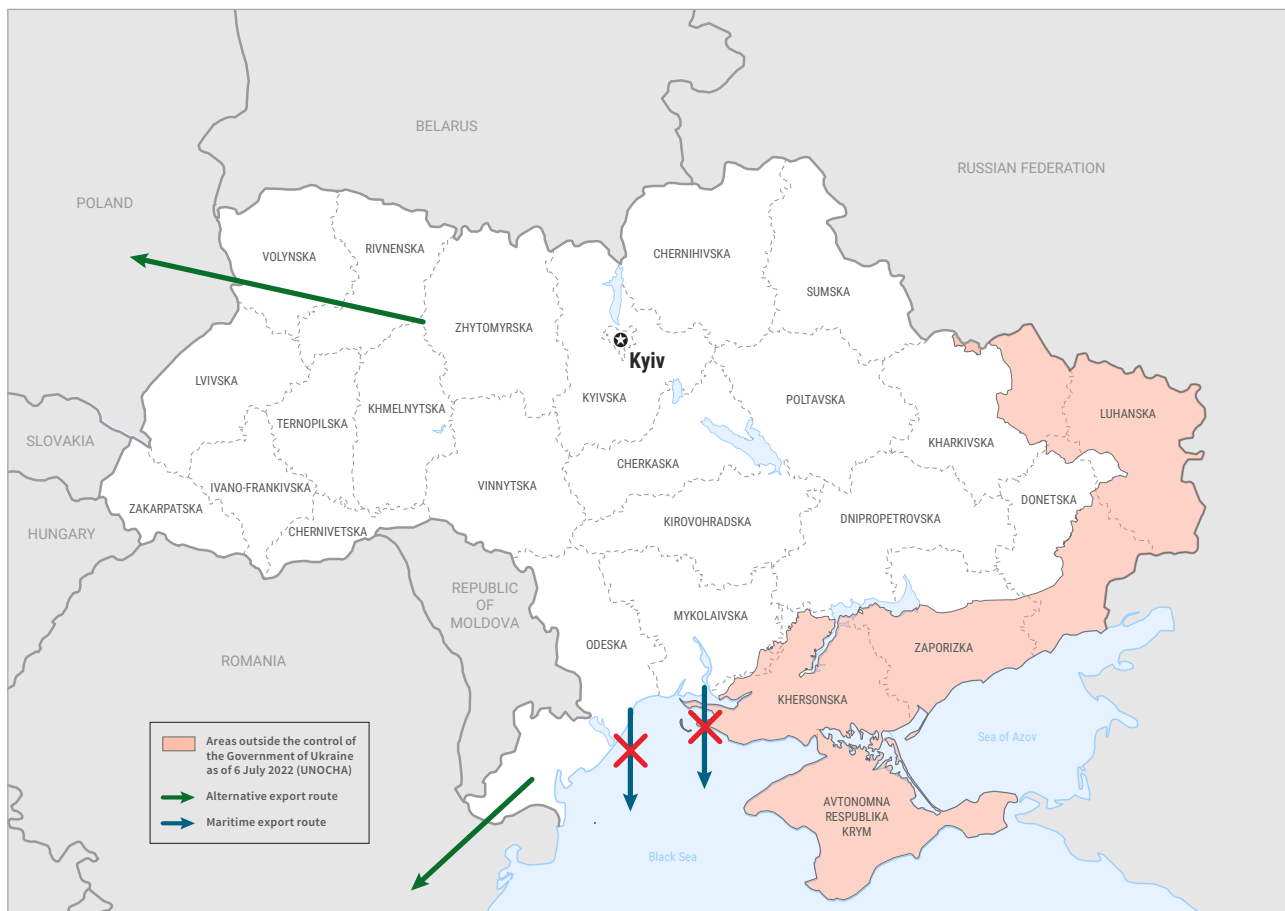 BELARUS
RUSSIAN FEDERATION
POLAND
VOLYNSKA
RIVNENSKA
CHERNIHIVSKA
SUMSKA
ZHYTOMYRSKA
Kyiv
LVIVSKA
KYIVSKA
POLTAVSKA
KHMELNYTSKA
TERNOPILSKA
LUHANSKA
SLOVAKIA
KHARKIVSKA
CHERKASKA
VINNYTSKA
IVANO-FRANKIVSKA
DONETSKA
ZAKARPATSKA
KIROVOHRADSKA
DNIPROPETROVSKA
HUNGARY
CHERNIVETSKA
REPUBLIC
OF
MOLDOVA
MYKOLAIVSKA
ODESKA
ZAPORIZKA
ROMANIA
KHERSONSKA
Sea of Azov
Areas outside the control of
the Government of Ukraine
as of 6 July 2022 (UNOCHA)
Alternative export route
Maritime export route
AVTONOMNA
RESPUBLIKA
KRYM
Black Sea